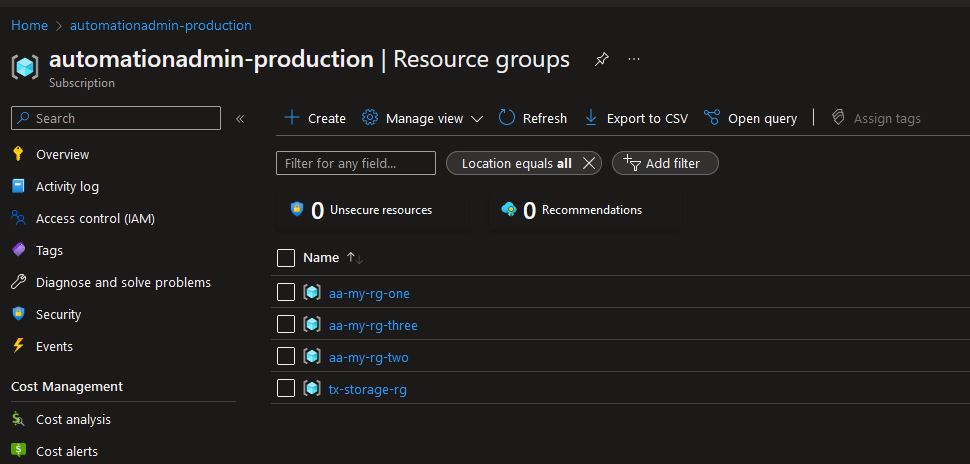 Home > automationadmin-production
automationadmin-production | Resource groups
Subscription
Search
Overview
Activity log
Access control (IAM)
Tags
Diagnose and solve problems
Security
Events
Cost Management
Cost analysis
Cost alerts
Create Manage view Refresh Export to CSV Open query Assign tags
Filter for any field... Location equals all Add filter
0 Unsecure resources 0 Recommendations
Name
aa-my-rg-one
aa-my-rg-three
aa-my-rg-two
tx-storage-rg